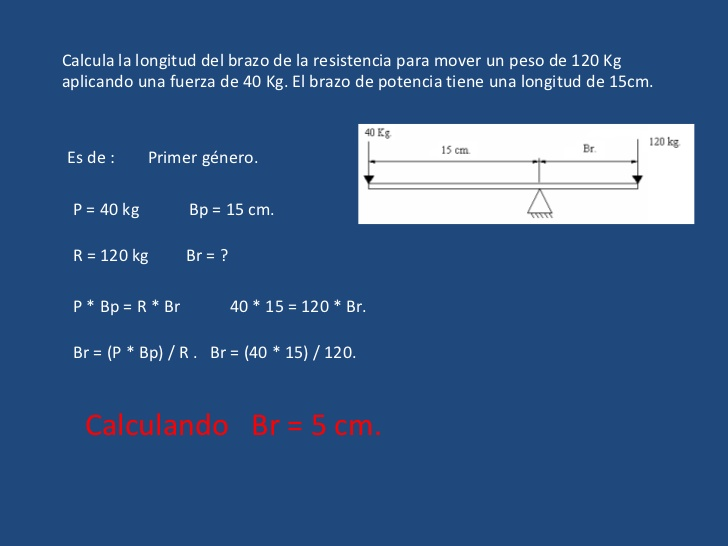 Calcula la longitud del brazo de la resistencia para mover un peso de 120 Kg
aplicando una fuerza de 40 Kg. El brazo de potencia tiene una longitud de 15cm.
40 Kg.
15 cm.
Br.
120 kg.
Es de : Primer género.
P = 40 kg Bp = 15 cm.
R = 120 kg Br = ?
P * Bp = R * Br 40 * 15 = 120 * Br.
Br = (P * Bp) / R . Br = (40 * 15) / 120.
Calculando Br = 5 cm.